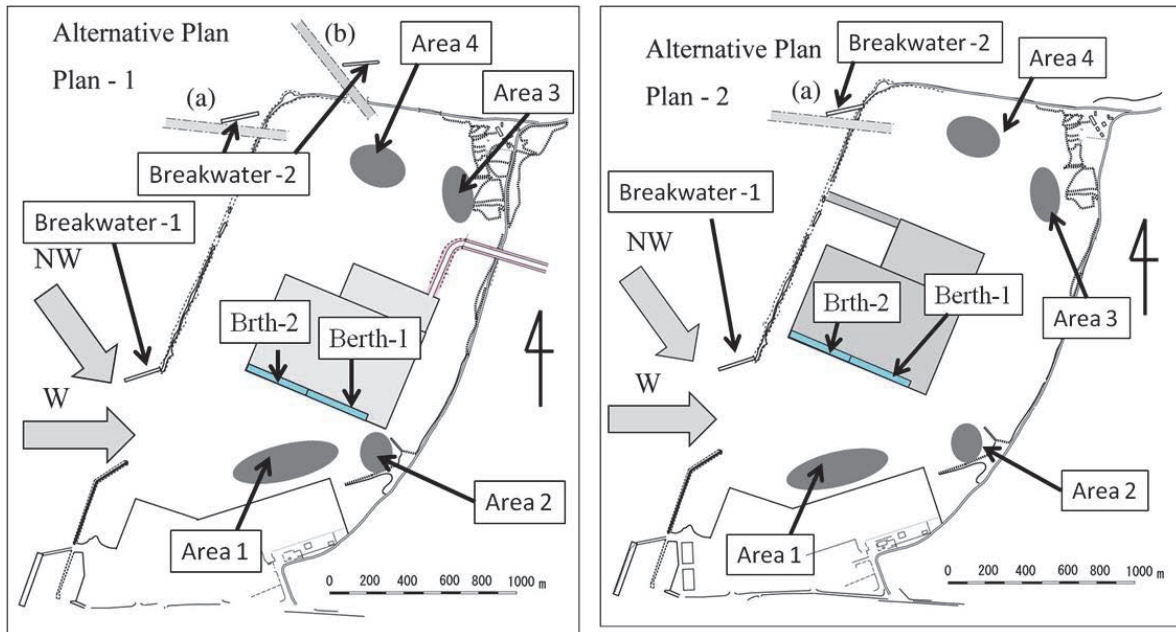 Alternative Plan
Plan - 1
(b)
Area 4
Area 3
(a)
Breakwater -2
Breakwater -1
NW
Brth-2
Berth-1
W
Area 2
Area 1
0 200 400 600 800 1000 m
Alternative Plan
Plan - 2
Breakwater -2
(a)
Area 4
Breakwater -1
NW
Brth-2
Berth-1
Area 3
W
Area 2
Area 1
0 200 400 600 800 1000 m